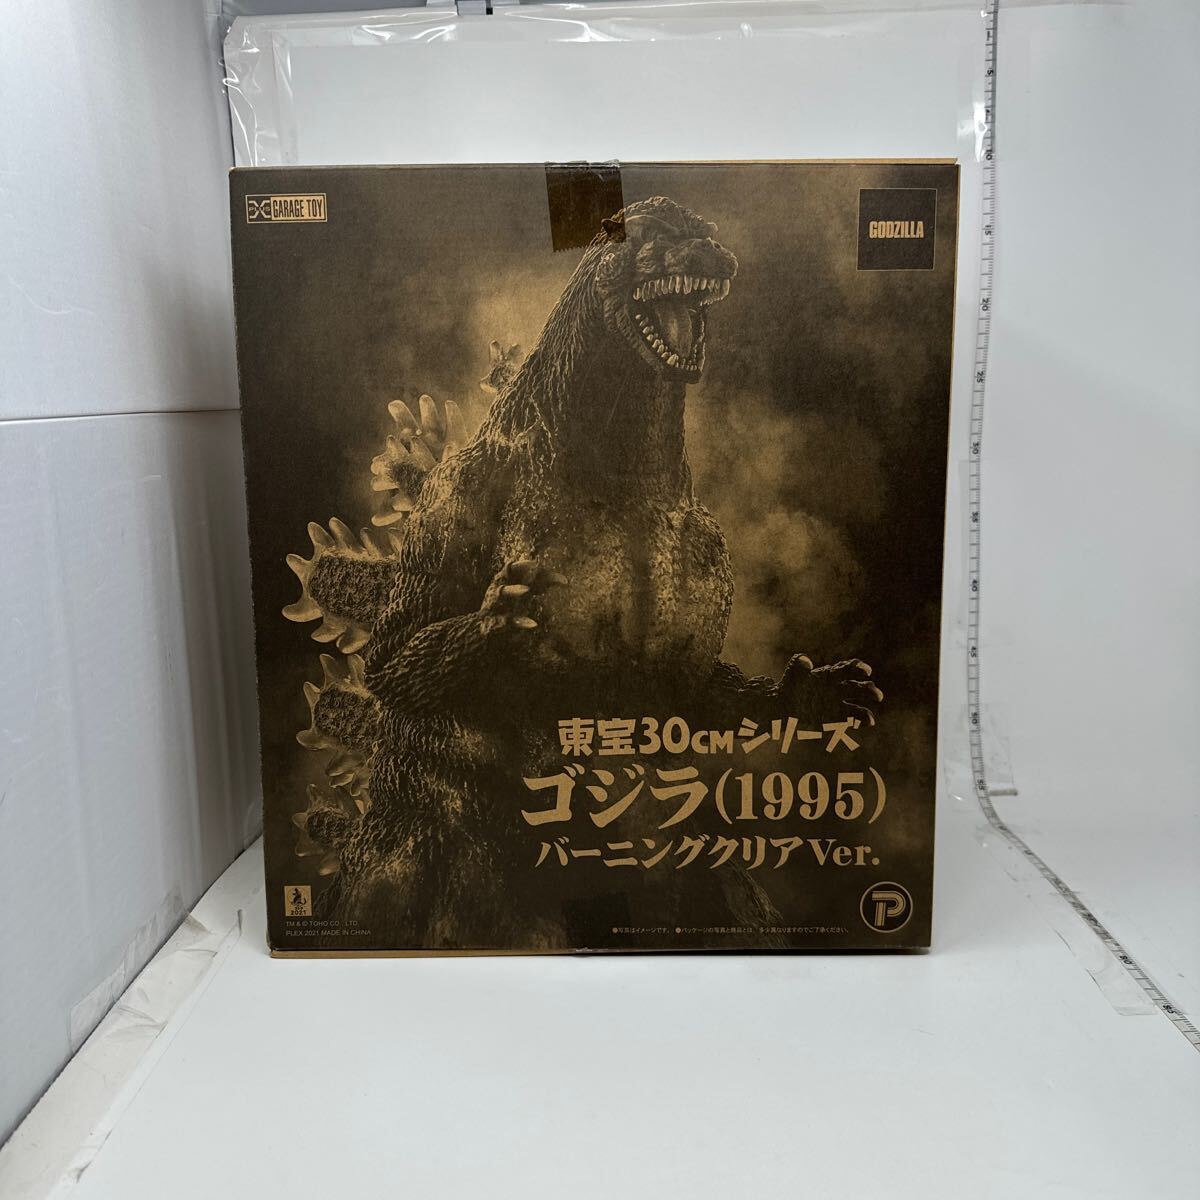 PLUS GARAGE TOY
GODZILLA
東宝30CMシリーズ
ゴジラ(1995)
バーニングクリアVer.
2021
TM & © TOHO CO., LTD.
PLEX 2021 MADE IN CHINA
●写真はイメージです。 ●パッケージの写真と商品とは、多少異なりますのでご了承ください。
P